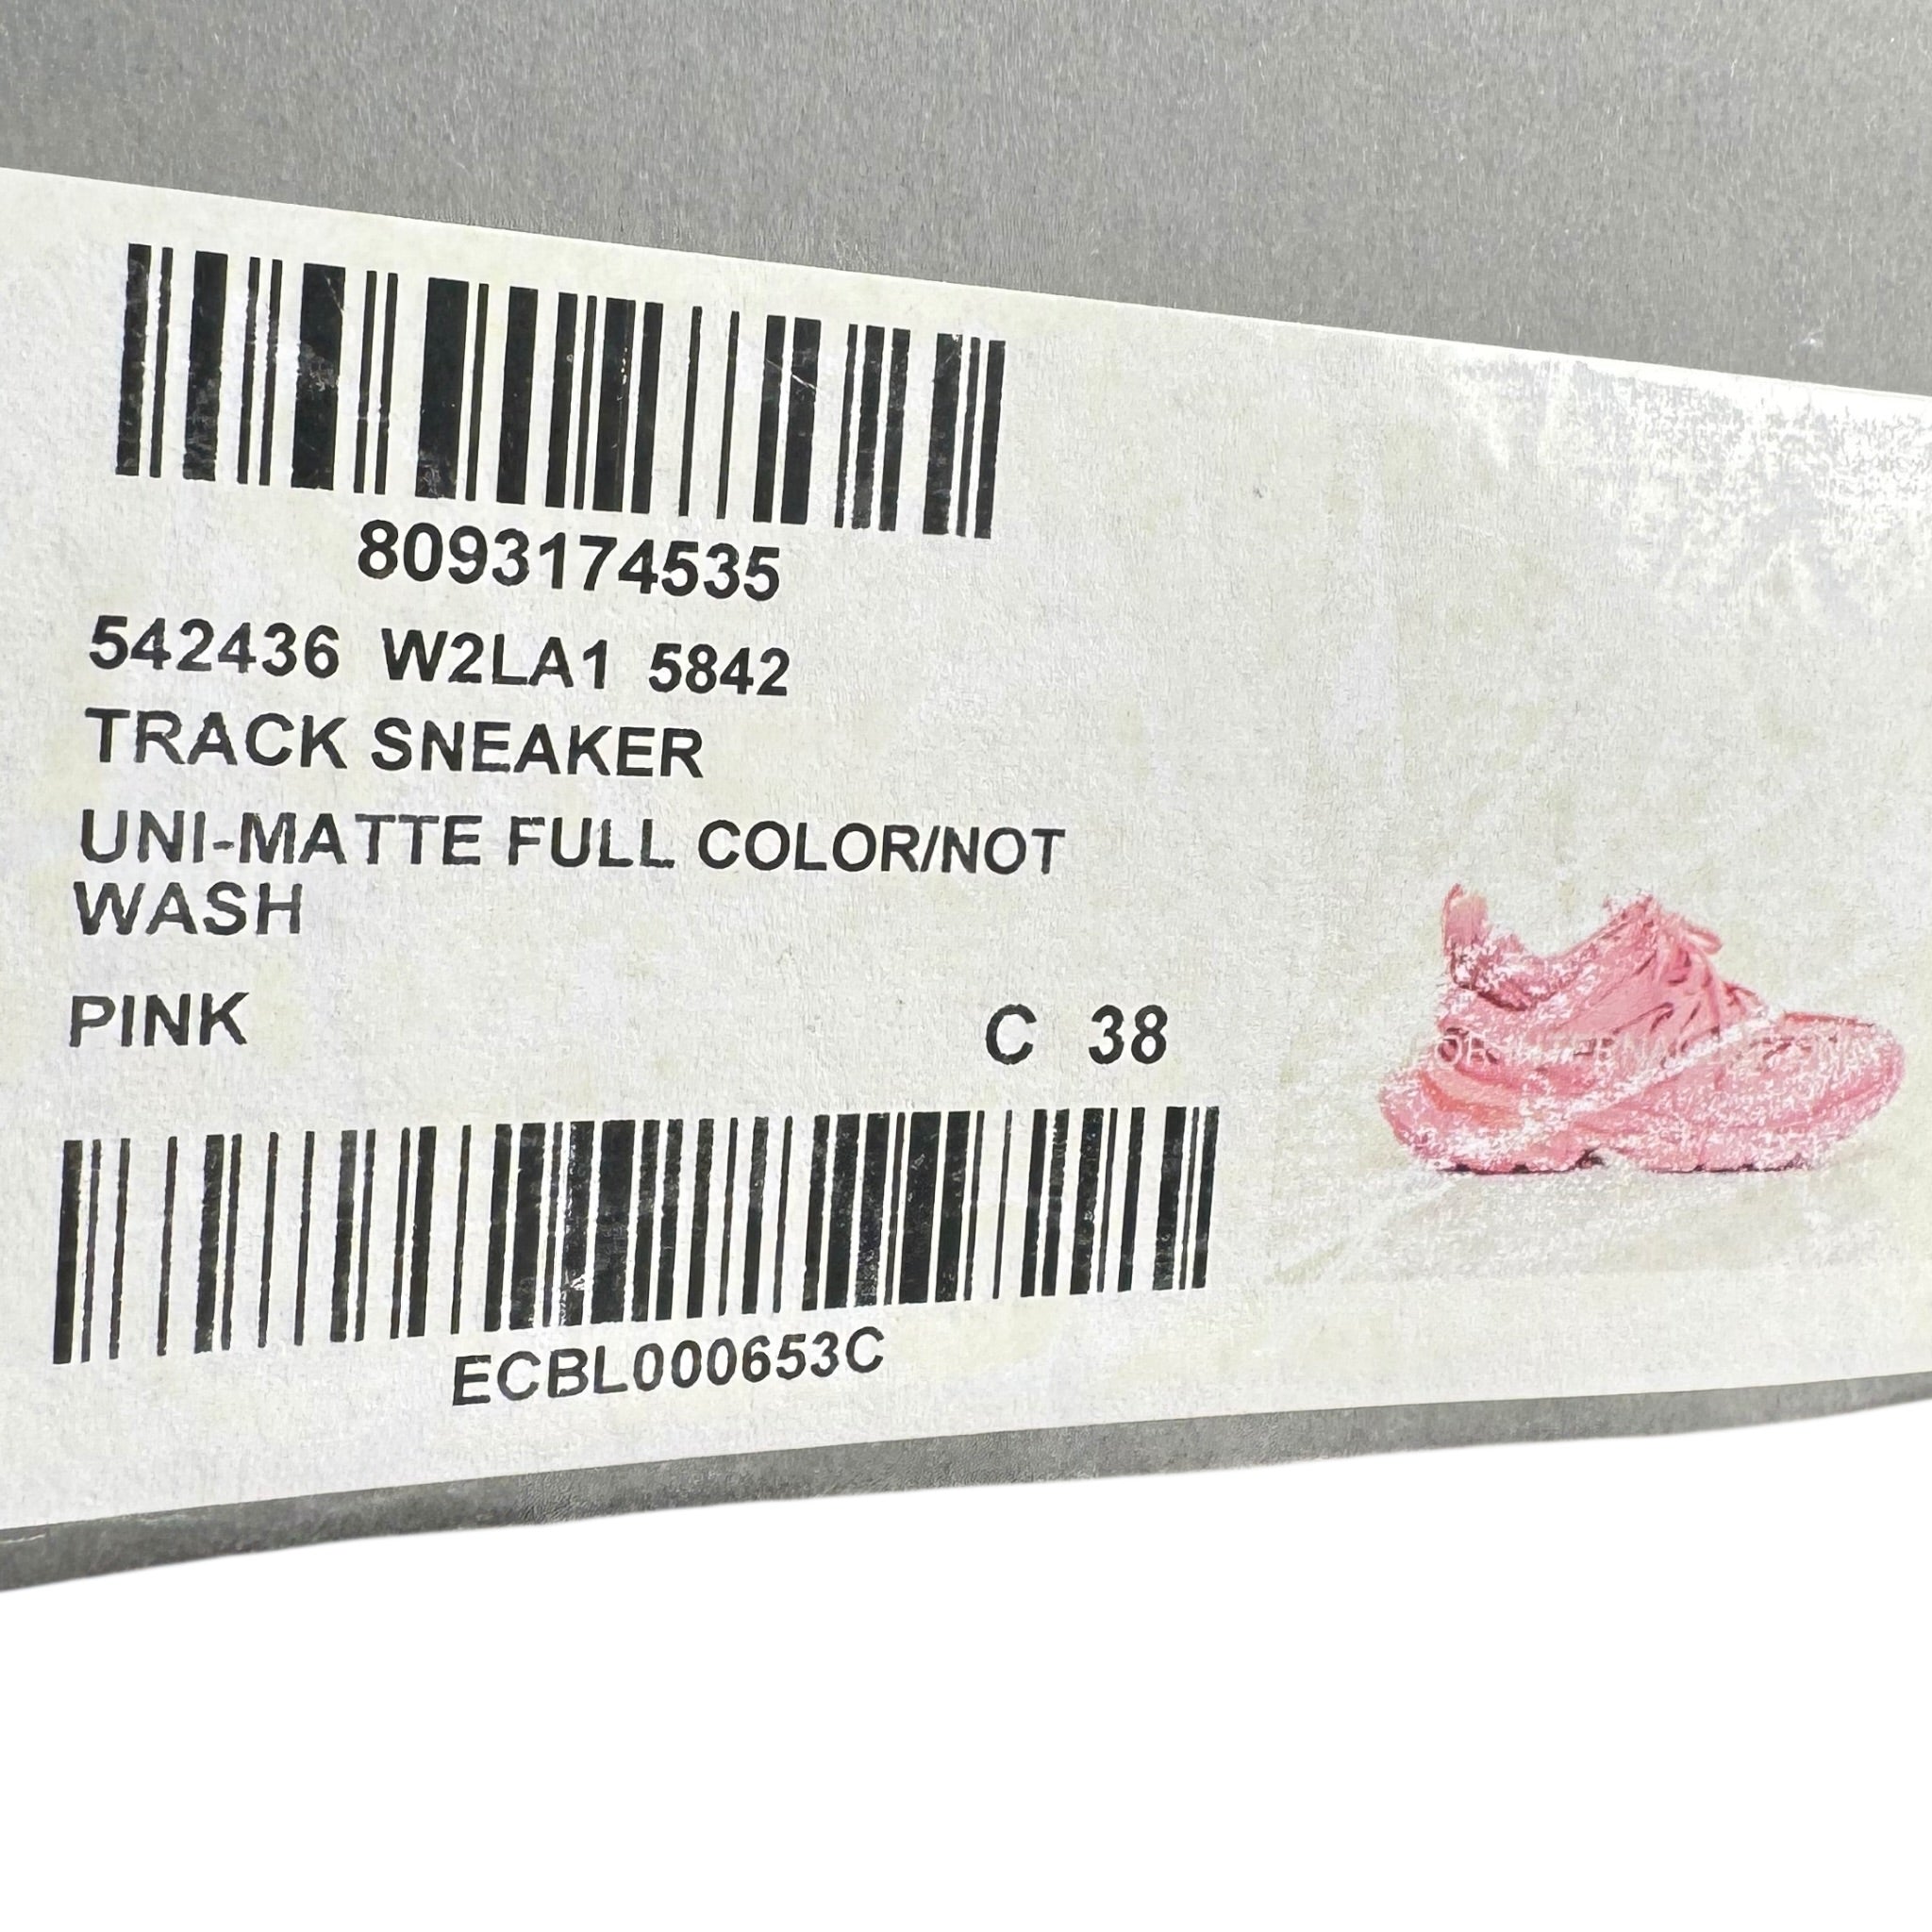 8093174535
542436 W2LA1 5842
TRACK SNEAKER
UNI-MATTE FULL COLOR/NOT
WASH
PINK C 38
ECBL000653C